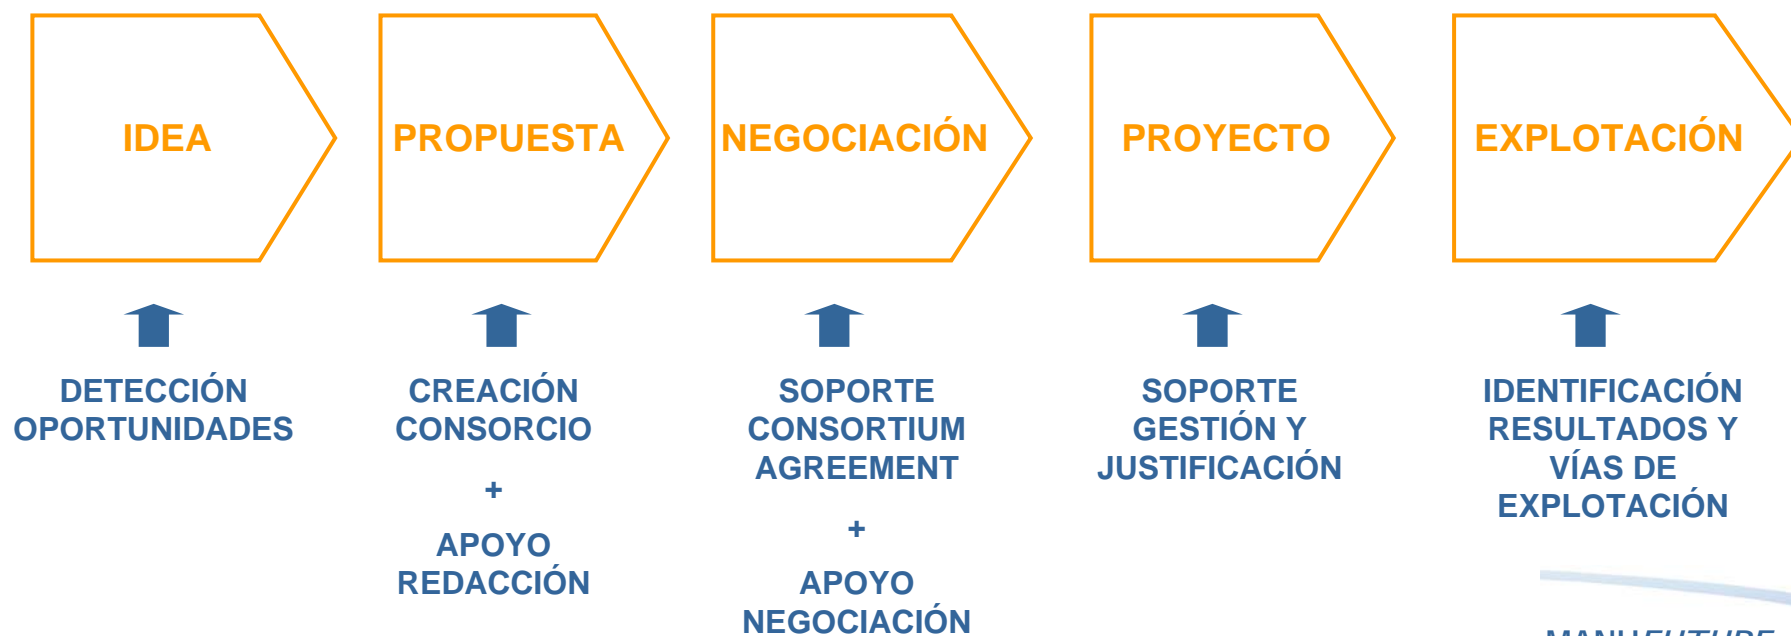 IDEA
PROPUESTA
NEGOCIACIÓN
PROYECTO
EXPLOTACIÓN
DETECCIÓN
OPORTUNIDADES
CREACIÓN
CONSORCIO
+
APOYO
REDACCIÓN
SOPORTE
CONSORTIUM
AGREEMENT
+
APOYO
NEGOCIACIÓN
SOPORTE
GESTIÓN Y
JUSTIFICACIÓN
IDENTIFICACIÓN
RESULTADOS Y
VÍAS DE
EXPLOTACIÓN
MANUFUTURE